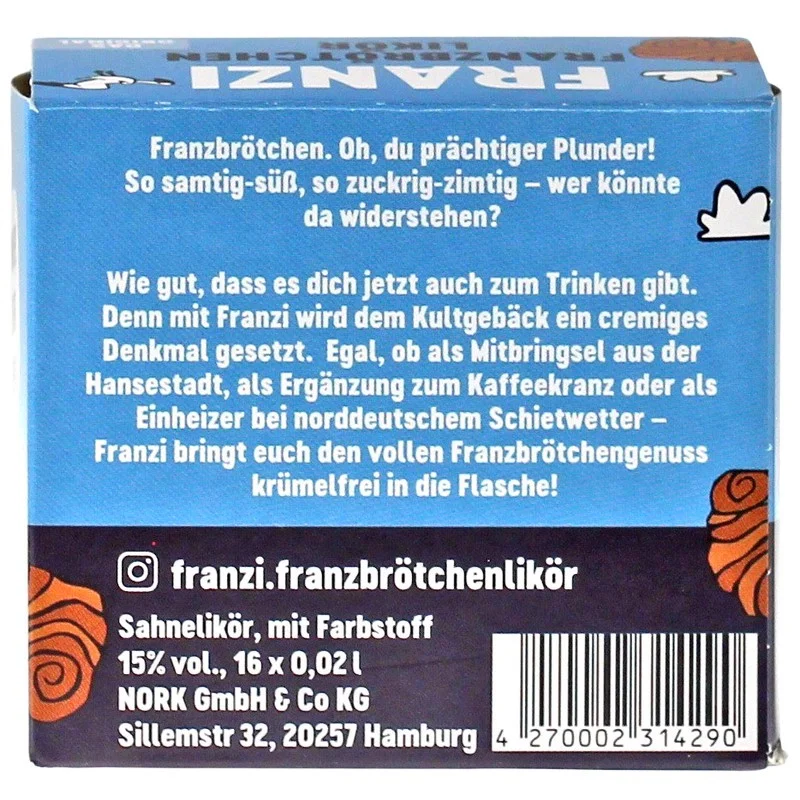 DAS
ORIGINAL
FRANZI
FRANZBRÖTCHEN
LIKÖR
Franzbrötchen. Oh, du prächtiger Plunder!
So samtig-süß, so zuckrig-zimtig – wer könnte
da widerstehen?
Wie gut, dass es dich jetzt auch zum Trinken gibt.
Denn mit Franzi wird dem Kultgebäck ein cremiges
Denkmal gesetzt. Egal, ob als Mitbringsel aus der
Hansestadt, als Ergänzung zum Kaffeekranz oder als
Einheizer bei norddeutschem Schietwetter –
Franzi bringt euch den vollen Franzbrötchengenuss
krümelfrei in die Flasche!
franzi.franzbrötchenlikör
Sahnelikör, mit Farbstoff
15% vol., 16 x 0,02 l
NORK GmbH & Co KG
Sillemstr 32, 20257 Hamburg
4 270002 314290